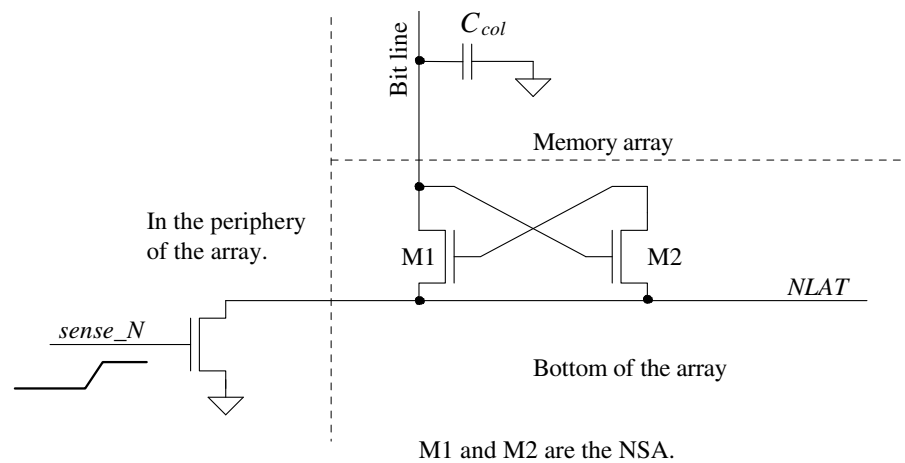 C_col
Bit line
Memory array
In the periphery
of the array.
M1
M2
NLAT
sense_N
Bottom of the array
M1 and M2 are the NSA.